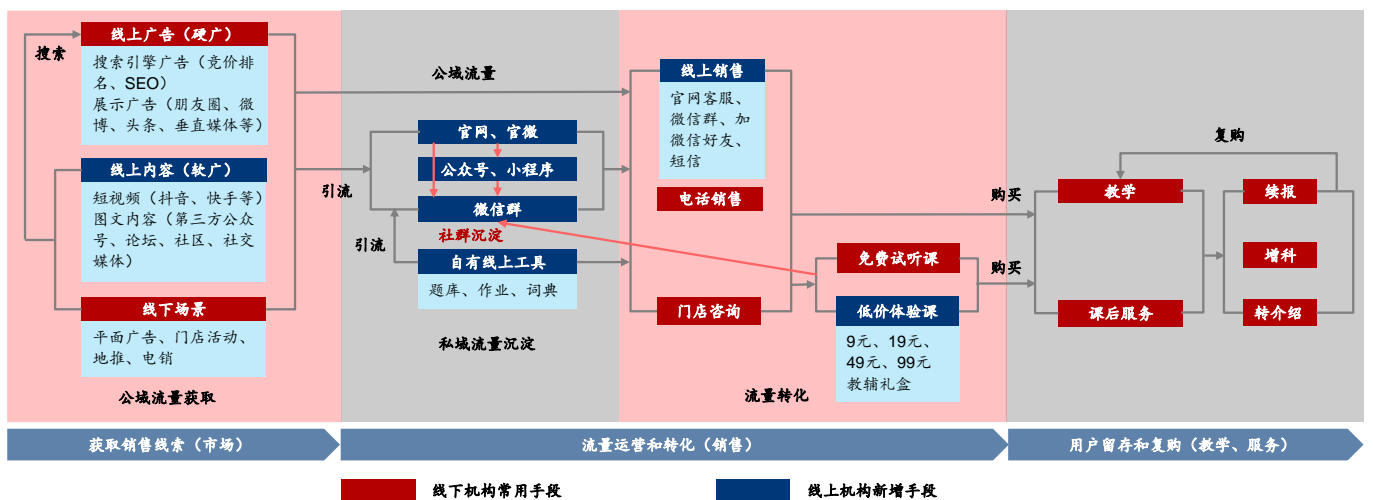 线上广告（硬广）
搜索
搜索引擎广告（竞价排
名、SEO）
展示广告（朋友圈、微
博、头条、垂直媒体等）
线上内容（软广）
短视频（抖音、快手等）
图文内容（第三方公众
号、论坛、社区、社交
媒体）
线下场景
平面广告、门店活动、
地推、电销
公域流量获取
公域流量
引流
官网、官微
公众号、小程序
微信群
社群沉淀
引流
自有线上工具
题库、作业、词典
私域流量沉淀
线上销售
官网客服、
微信群、加
微信好友、
短信
电话销售
门店咨询
免费试听课
低价体验课
9元、19元、
49元、99元
教辅礼盒
流量转化
购买
购买
复购
教学
课后服务
续报
增科
转介绍
获取销售线索（市场）
流量运营和转化（销售）
用户留存和复购（教学、服务）
线下机构常用手段
线上机构新增手段